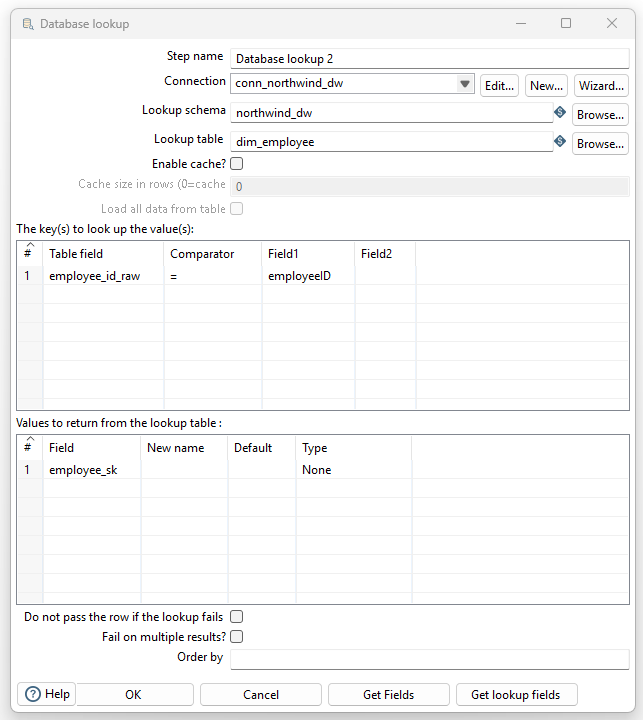 Database lookup
Step name Database lookup 2
Connection conn_northwind_dw Edit... New... Wizard...
Lookup schema northwind_dw S Browse...
Lookup table dim_employee S Browse...
Enable cache?
Cache size in rows (0=cache 0
Load all data from table
The key(s) to look up the value(s):
# Table field Comparator Field1 Field2
1 employee_id_raw = employeeID
Values to return from the lookup table :
# Field New name Default Type
1 employee_sk None
Do not pass the row if the lookup fails
Fail on multiple results?
Order by
? Help OK Cancel Get Fields Get lookup fields